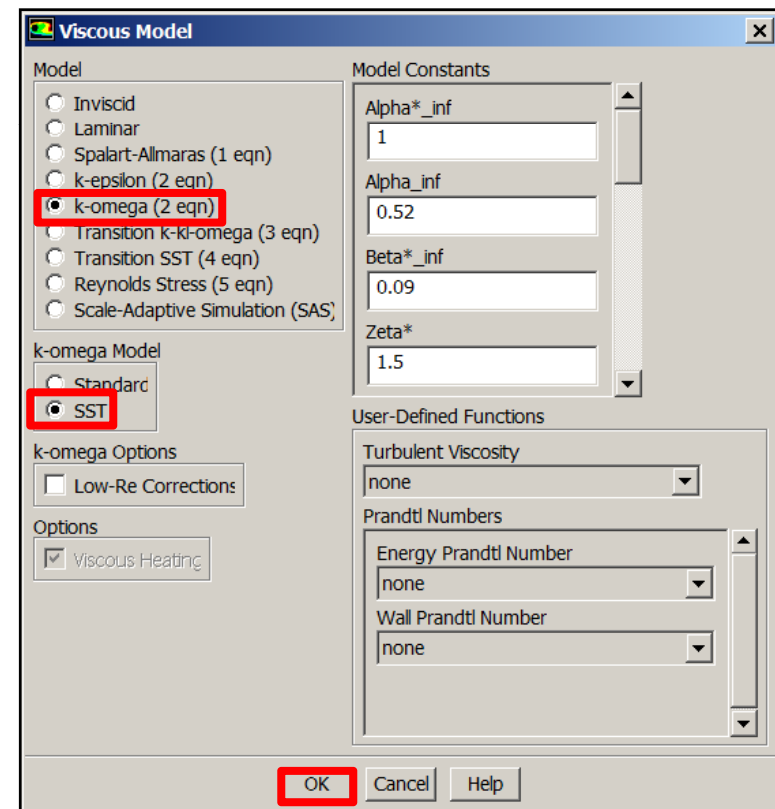 Viscous Model
Model
Inviscid
Laminar
Spalart-Allmaras (1 eqn)
k-epsilon (2 eqn)
k-omega (2 eqn)
Transition k-kl-omega (3 eqn)
Transition SST (4 eqn)
Reynolds Stress (5 eqn)
Scale-Adaptive Simulation (SAS)
k-omega Model
Standard
SST
k-omega Options
Low-Re Corrections
Options
Viscous Heating
Model Constants
Alpha*_inf
1
Alpha_inf
0.52
Beta*_inf
0.09
Zeta*
1.5
User-Defined Functions
Turbulent Viscosity
none
Prandtl Numbers
Energy Prandtl Number
none
Wall Prandtl Number
none
OK Cancel Help